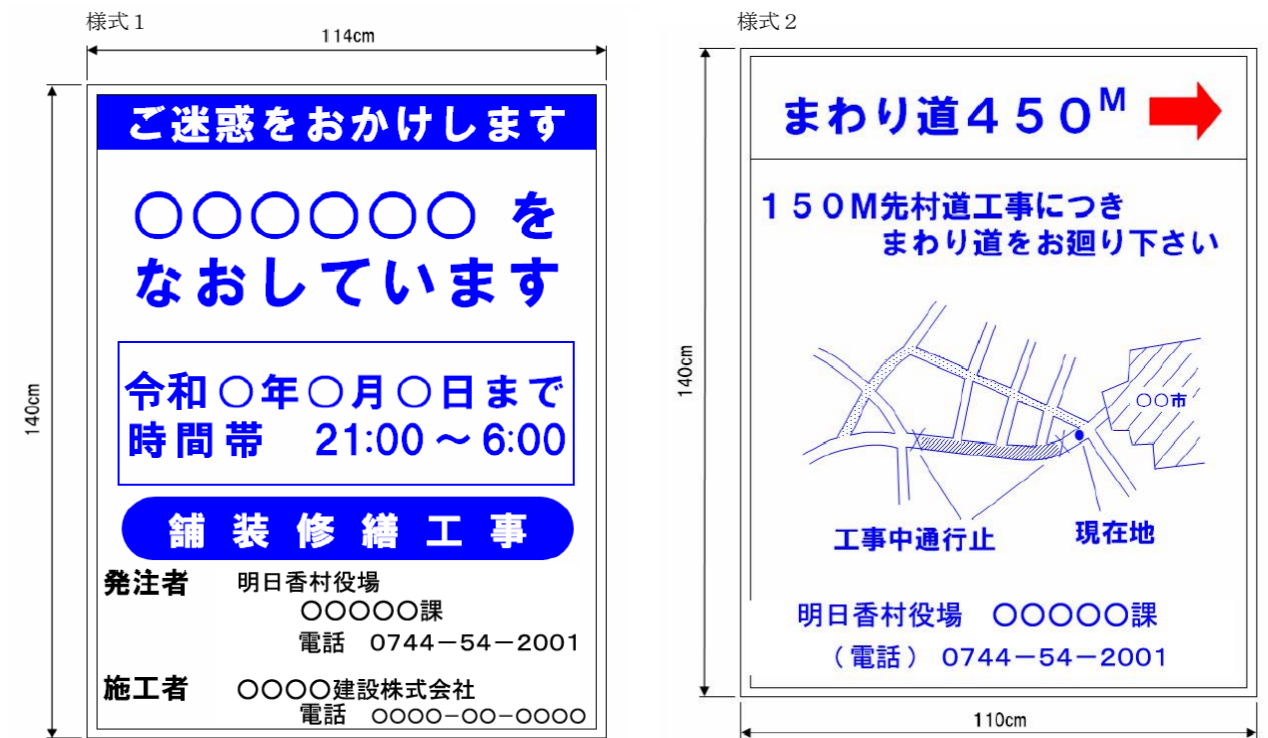 様式１
114cm
140cm
ご迷惑をおかけします
〇〇〇〇〇〇を
なおしています
令和〇年〇月〇日まで
時間帯　21:00～6:00
舗装修繕工事
発注者　明日香村役場
〇〇〇〇〇課
電話　0744－54－2001
施工者　〇〇〇〇建設株式会社
電話　〇〇〇〇-〇〇-〇〇〇〇
様式２
140cm
まわり道４５０M
１５０M先村道工事につき
まわり道をお廻り下さい
〇〇市
工事中通行止
現在地
明日香村役場　〇〇〇〇〇課
（電話）　0744－54－2001
110cm